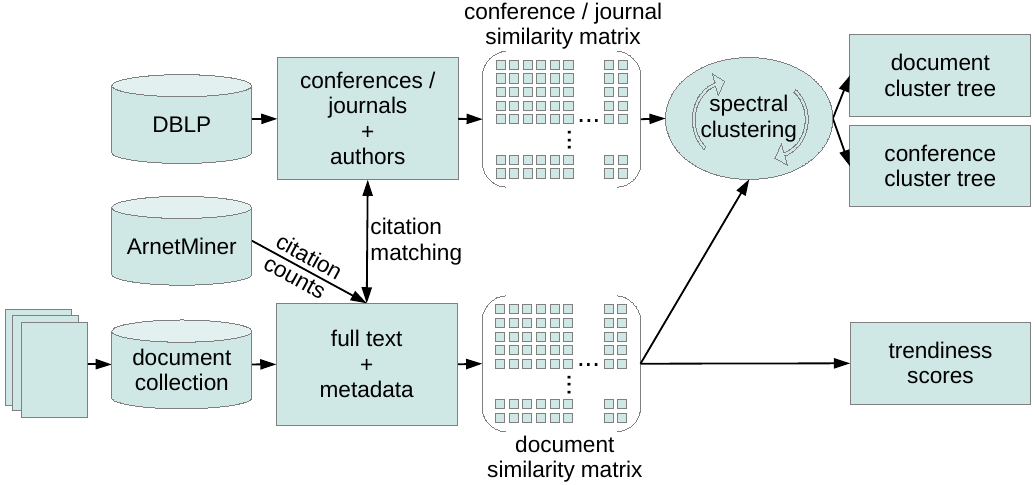 conference / journal
similarity matrix
DBLP
conferences /
journals
+
authors
...
spectral
clustering
document
cluster tree
conference
cluster tree
ArnetMiner
citation
counts
citation
matching
document
collection
full text
+
metadata
...
trendiness
scores
document
similarity matrix